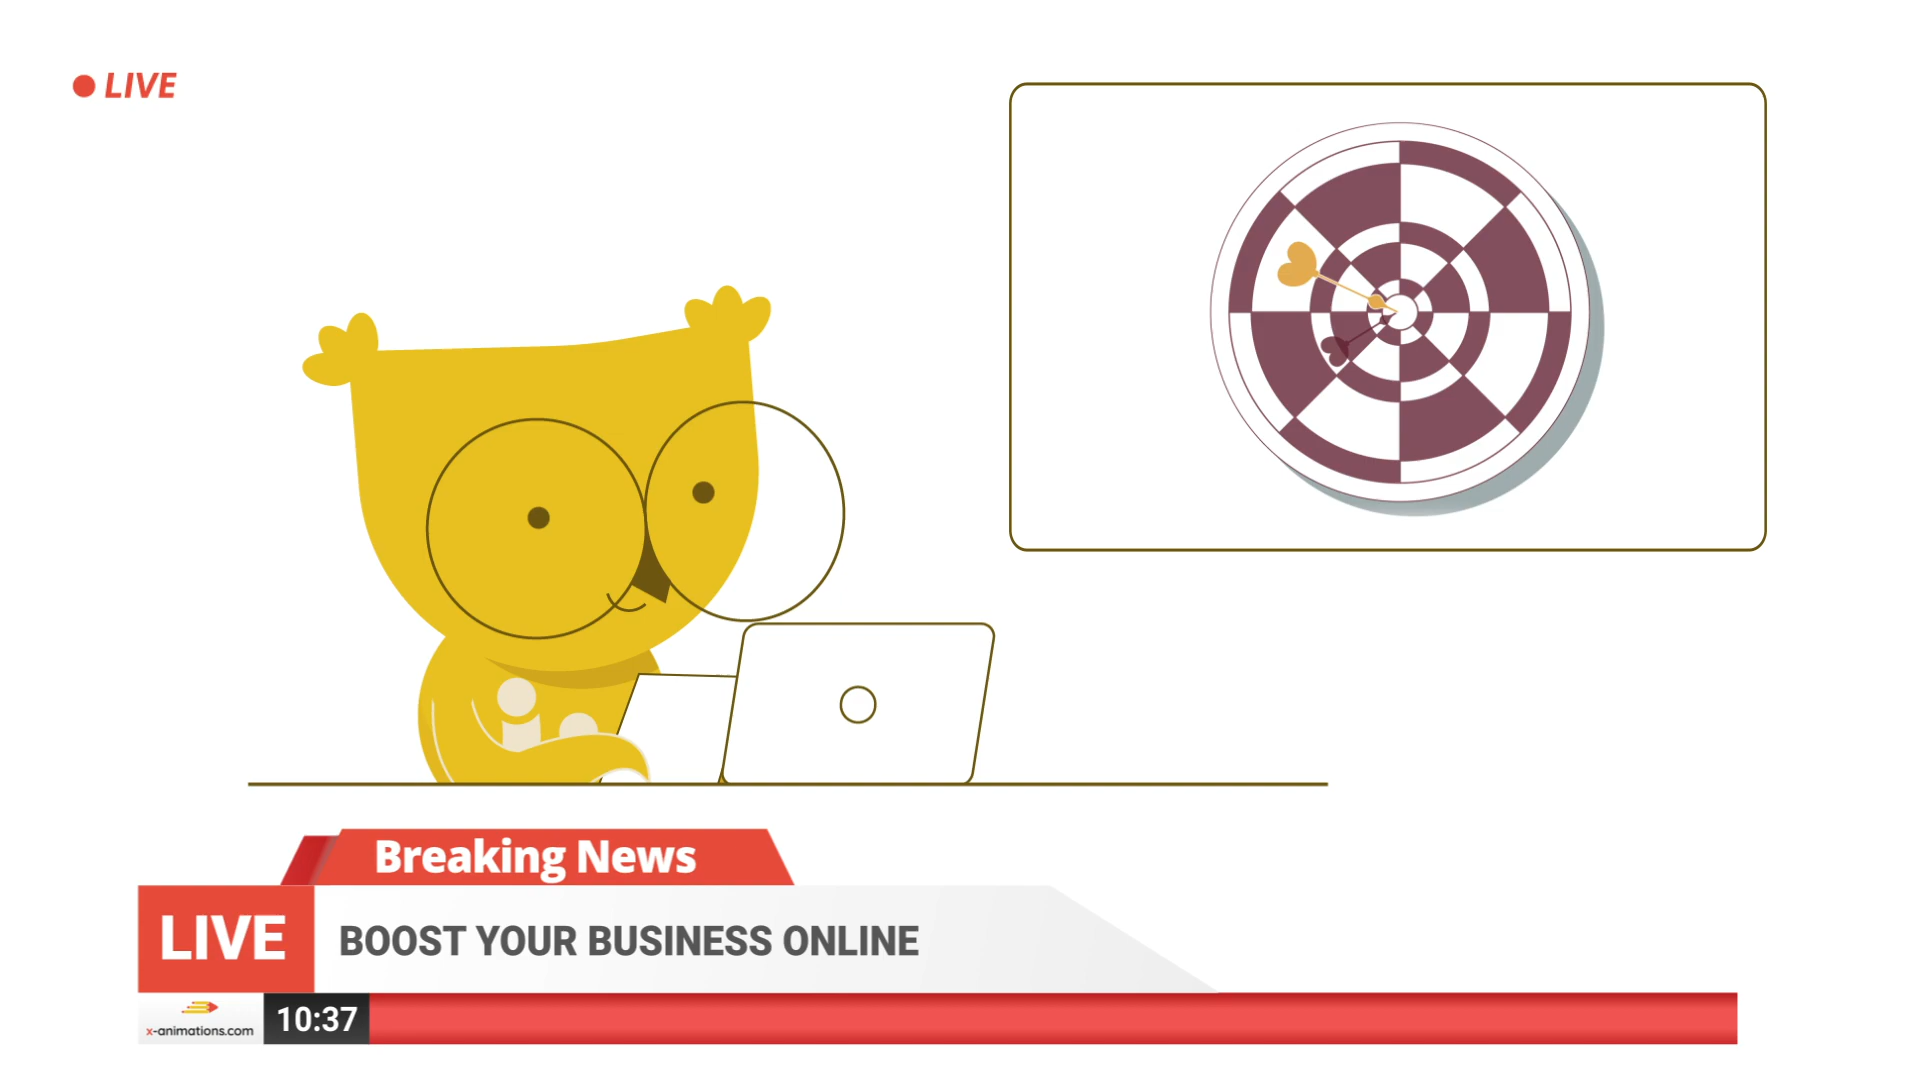 LIVE
Breaking News
LIVE
BOOST YOUR BUSINESS ONLINE
x-animations.com
10:37